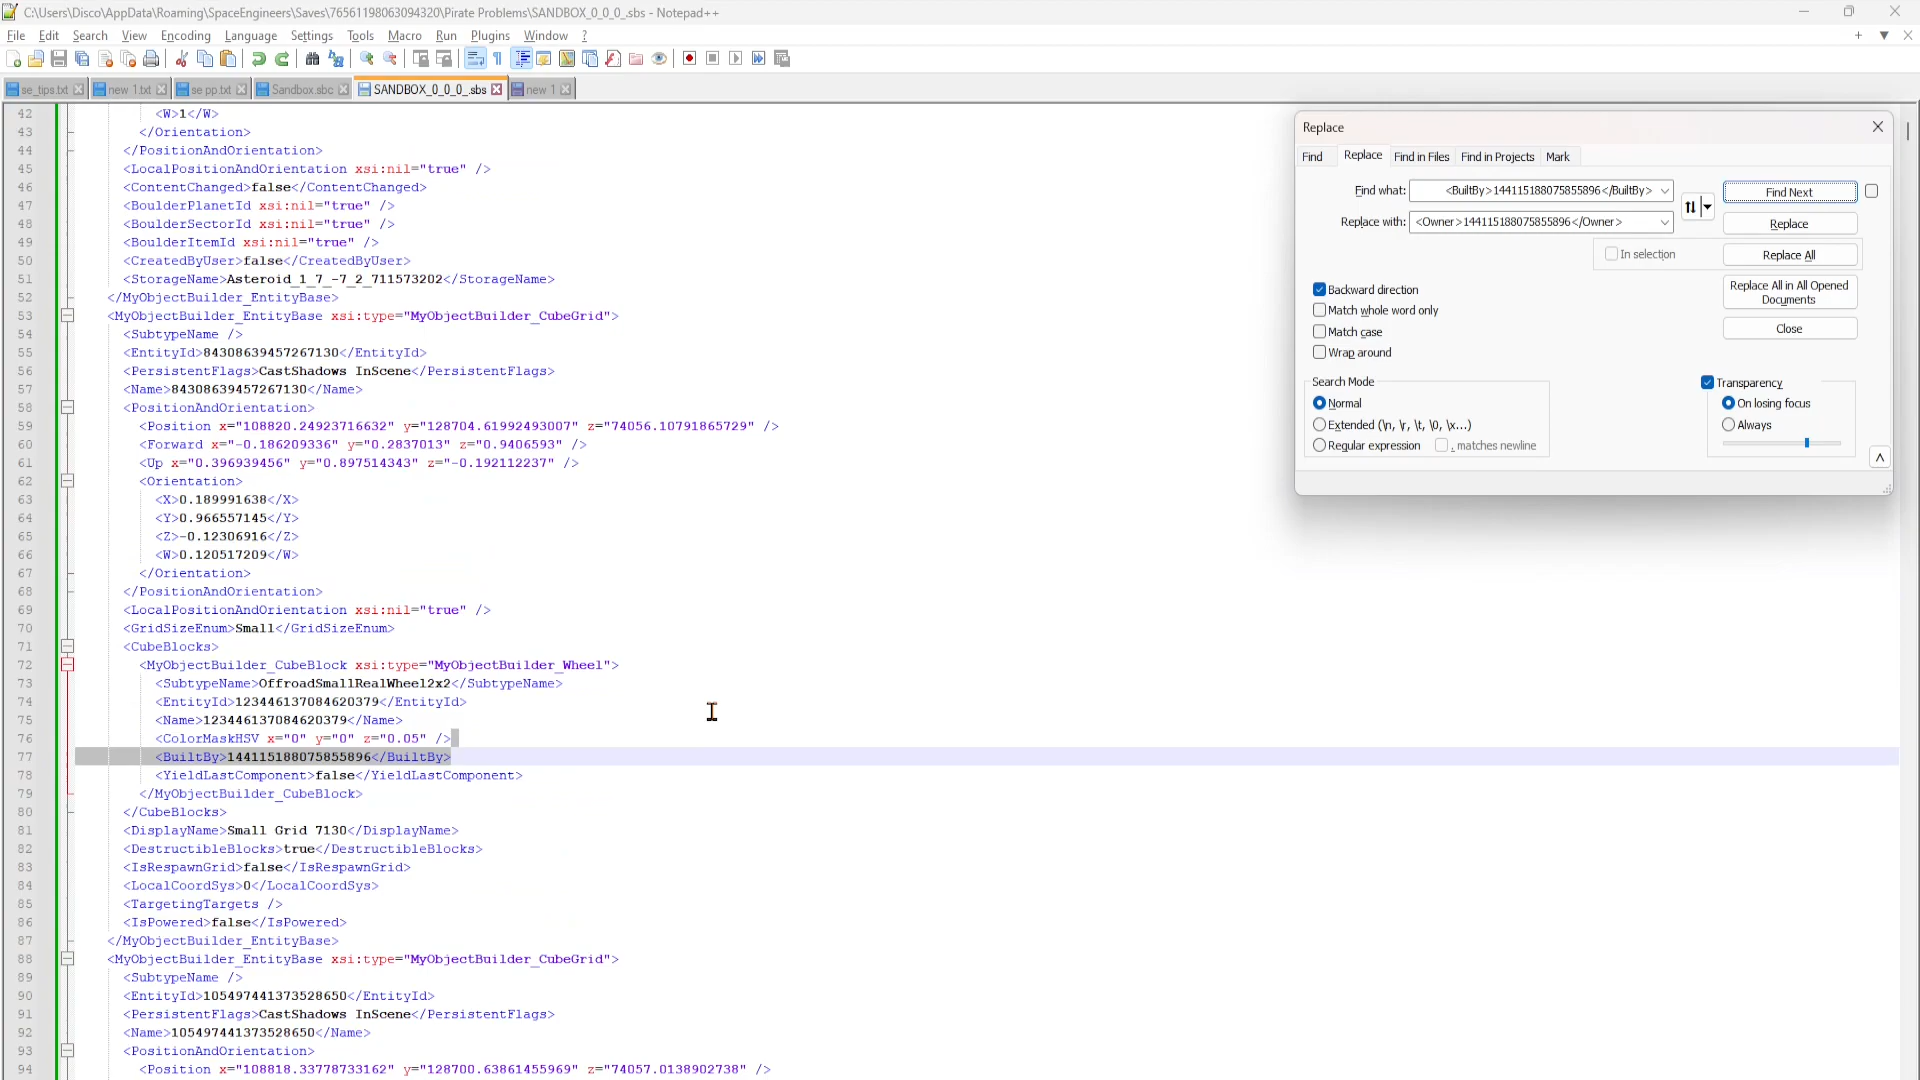 C:\Users\Disco\AppData\Roaming\SpaceEngineers\Saves\76561198063094320\Pirate Problems\SANDBOX_0_0_0_.sbs - Notepad++
File Edit Search View Encoding Language Settings Tools Macro Run Plugins Window ?
se_tips.txt new 1.txt se pp.txt Sandbox.sbc SANDBOX_0_0_0_.sbs new 1
42 <W>1</W>
43 </Orientation>
44 </PositionAndOrientation>
45 <LocalPositionAndOrientation xsi:nil="true" />
46 <ContentChanged>false</ContentChanged>
47 <BoulderPlanetId xsi:nil="true" />
48 <BoulderSectorId xsi:nil="true" />
49 <BoulderItemId xsi:nil="true" />
50 <CreatedByUser>false</CreatedByUser>
51 <StorageName>Asteroid_1_7_-7_2_711573202</StorageName>
52 </MyObjectBuilder_EntityBase>
53 <MyObjectBuilder_EntityBase xsi:type="MyObjectBuilder_CubeGrid">
54 <SubtypeName />
55 <EntityId>84308639457267130</EntityId>
56 <PersistentFlags>CastShadows InScene</PersistentFlags>
57 <Name>84308639457267130</Name>
58 <PositionAndOrientation>
59 <Position x="108820.24923716632" y="128704.61992493007" z="74056.10791865729" />
60 <Forward x="-0.186209336" y="0.2837013" z="0.9406593" />
61 <Up x="0.396939456" y="0.897514343" z="-0.192112237" />
62 <Orientation>
63 <X>0.189991638</X>
64 <Y>0.966557145</Y>
65 <Z>-0.12306916</Z>
66 <W>0.120517209</W>
67 </Orientation>
68 </PositionAndOrientation>
69 <LocalPositionAndOrientation xsi:nil="true" />
70 <GridSizeEnum>Small</GridSizeEnum>
71 <CubeBlocks>
72 <MyObjectBuilder_CubeBlock xsi:type="MyObjectBuilder_Wheel">
73 <SubtypeName>OffroadSmallRealWheel2x2</SubtypeName>
74 <EntityId>123446137084620379</EntityId>
75 <Name>123446137084620379</Name>
76 <ColorMaskHSV x="0" y="0" z="0.05" />
77 <BuiltBy>144115188075855896</BuiltBy>
78 <YieldLastComponent>false</YieldLastComponent>
79 </MyObjectBuilder_CubeBlock>
80 </CubeBlocks>
81 <DisplayName>Small Grid 7130</DisplayName>
82 <DestructibleBlocks>true</DestructibleBlocks>
83 <IsRespawnGrid>false</IsRespawnGrid>
84 <LocalCoordSys>0</LocalCoordSys>
85 <TargetingTargets />
86 <IsPowered>false</IsPowered>
87 </MyObjectBuilder_EntityBase>
88 <MyObjectBuilder_EntityBase xsi:type="MyObjectBuilder_CubeGrid">
89 <SubtypeName />
90 <EntityId>105497441373528650</EntityId>
91 <PersistentFlags>CastShadows InScene</PersistentFlags>
92 <Name>105497441373528650</Name>
93 <PositionAndOrientation>
94 <Position x="108818.33778733162" y="128700.63861455969" z="74057.0138902738" />
Replace
Find Replace Find in Files Find in Projects Mark
Find what: <BuiltBy>144115188075855896</BuiltBy> Find Next
Replace with: <Owner>144115188075855896</Owner> Replace
In selection Replace All
Replace All in All Opened
Documents
Close
Backward direction
Match whole word only
Match case
Wrap around
Search Mode
Normal
Extended (\n, \r, \t, \0, \x...)
Regular expression . matches newline
Transparency
On losing focus
Always